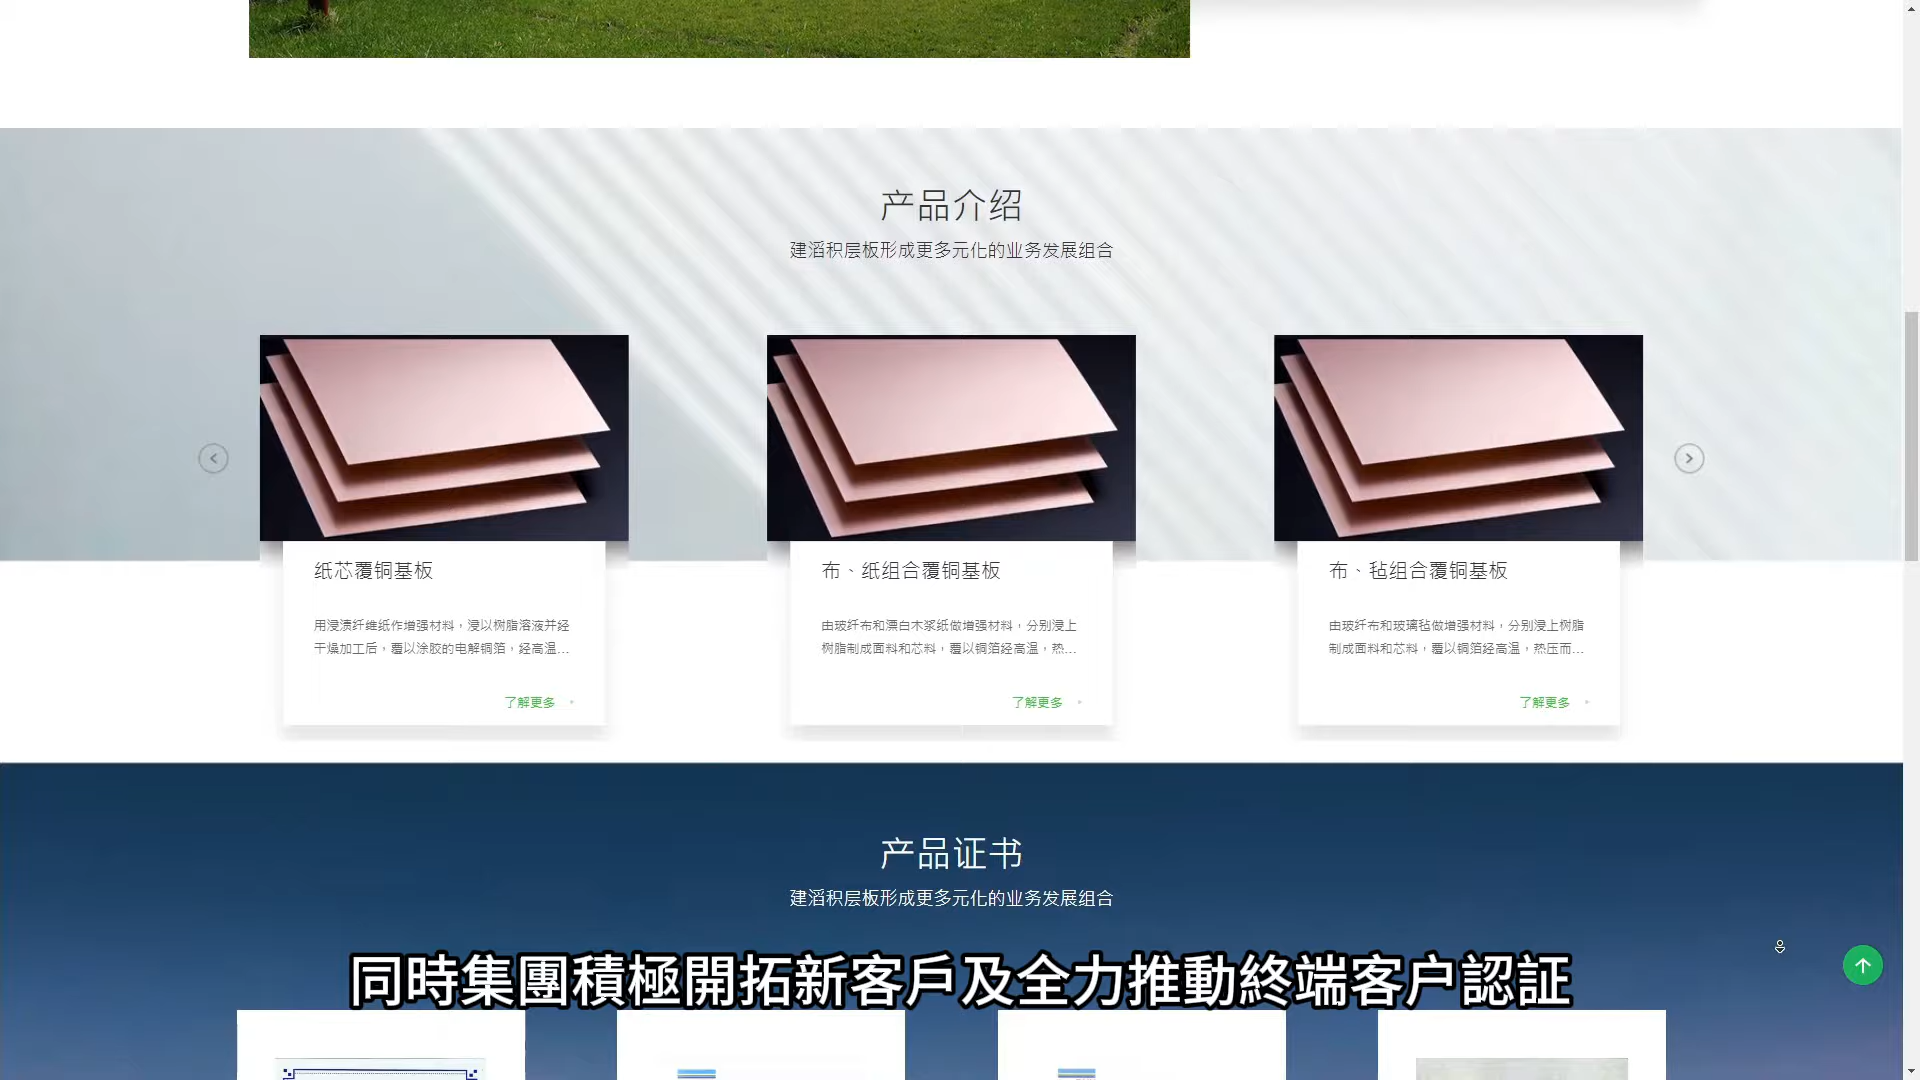 产品介绍
建滔积层板形成更多元化的业务发展组合
纸芯覆铜基板
用浸渍纤维纸作增强材料，浸以树脂溶液并经
干燥加工后，覆以涂胶的电解铜箔，经高温...
了解更多
布、纸组合覆铜基板
由玻纤布和漂白木浆纸做增强材料，分别浸上
树脂制成面料和芯料，覆以铜箔经高温，热...
了解更多
布、毡组合覆铜基板
由玻纤布和玻璃毡做增强材料，分别浸上树脂
制成面料和芯料，覆以铜箔经高温，热压而...
了解更多
产品证书
建滔积层板形成更多元化的业务发展组合
同時集團積極開拓新客戶及全力推動終端客户認証